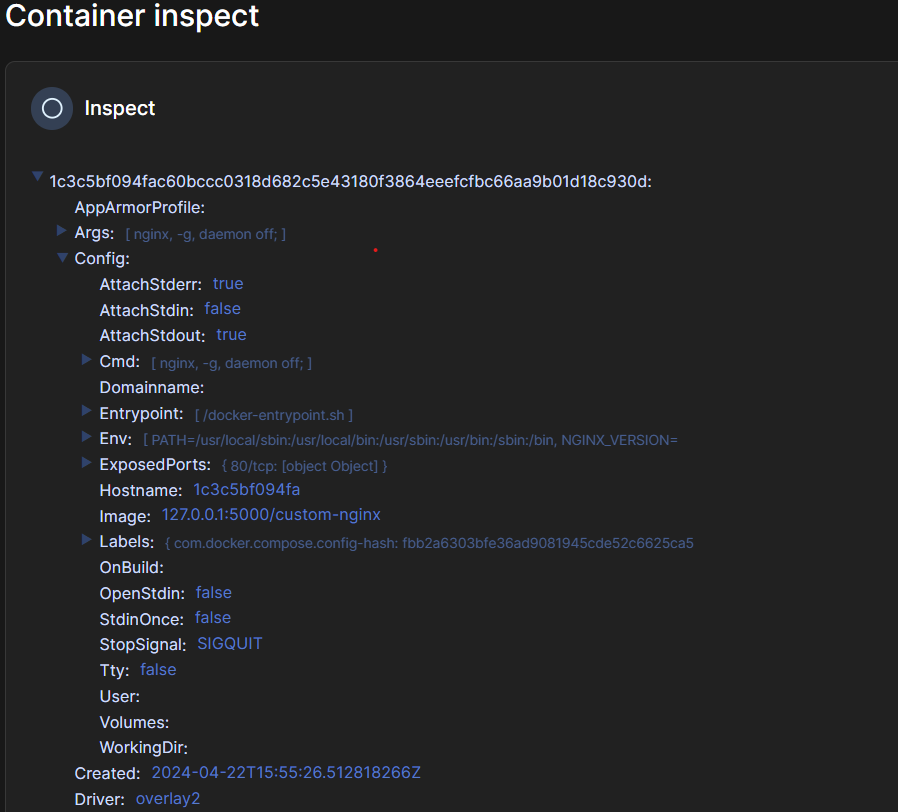 Container inspect
Inspect
1c3c5bf094fac60bccc0318d682c5e43180f3864eeefcfbc66aa9b01d18c930d:
AppArmorProfile:
Args: [ nginx, -g, daemon off; ]
Config:
AttachStderr: true
AttachStdin: false
AttachStdout: true
Cmd: [ nginx, -g, daemon off; ]
Domainname:
Entrypoint: [ /docker-entrypoint.sh ]
Env: [ PATH=/usr/local/sbin:/usr/local/bin:/usr/sbin:/usr/bin:/sbin:/bin, NGINX_VERSION=
ExposedPorts: { 80/tcp: [object Object] }
Hostname: 1c3c5bf094fa
Image: 127.0.0.1:5000/custom-nginx
Labels: { com.docker.compose.config-hash: fbb2a6303bfe36ad9081945cde52c6625ca5
OnBuild:
OpenStdin: false
StdinOnce: false
StopSignal: SIGQUIT
Tty: false
User:
Volumes:
WorkingDir:
Created: 2024-04-22T15:55:26.512818266Z
Driver: overlay2